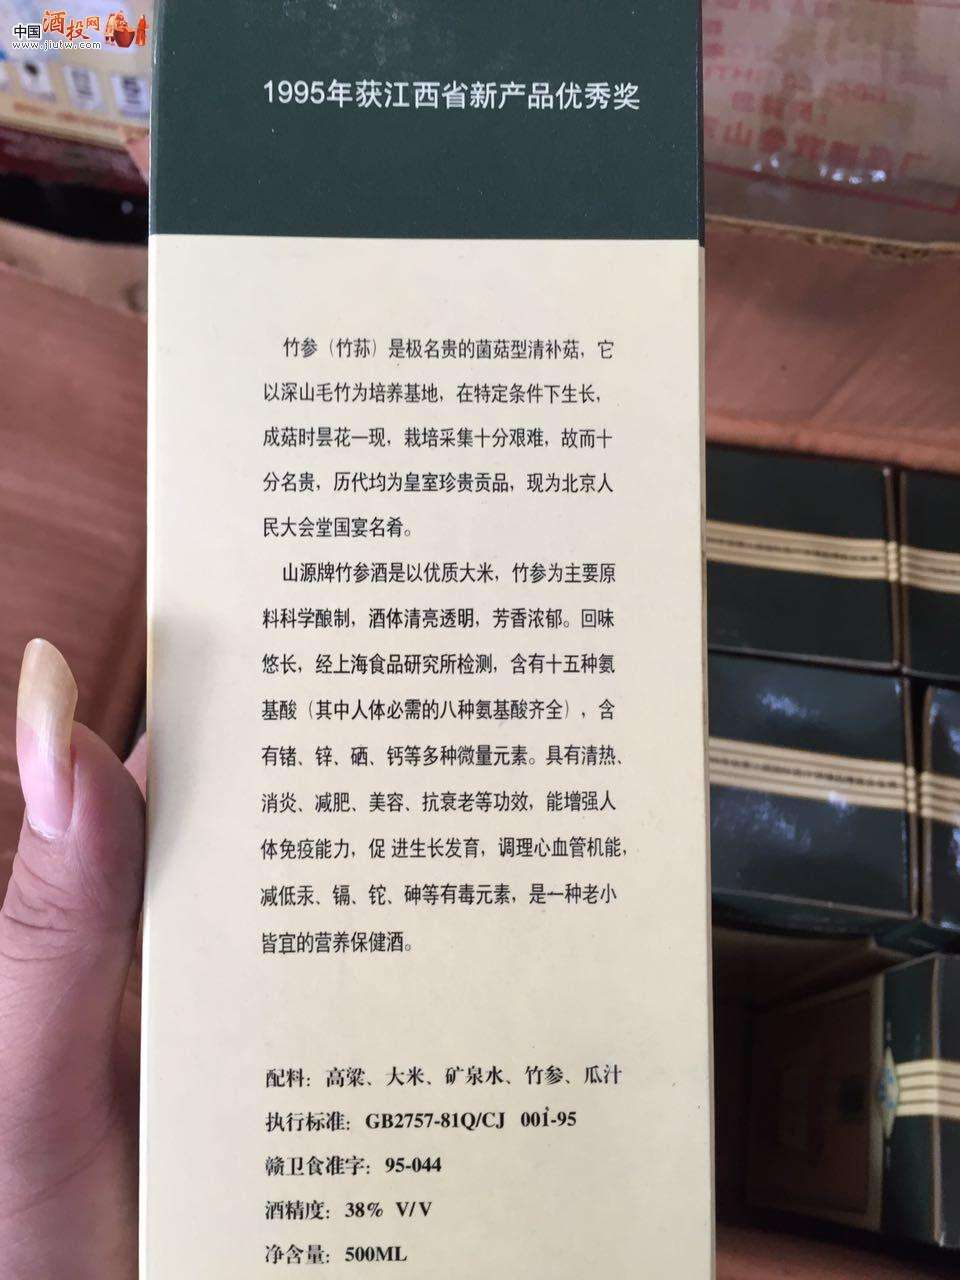 中国酒投网
www.jiutw.com
1995年获江西省新产品优秀奖
竹参（竹荪）是极名贵的菌菇型清补菇，它
以深山毛竹为培养基地，在特定条件下生长，
成菇时昙花一现，栽培采集十分艰难，故而十
分名贵，历代均为皇室珍贵贡品，现为北京人
民大会堂国宴名肴。
山源牌竹参酒是以优质大米，竹参为主要原
料科学酿制，酒体清亮透明，芳香浓郁。回味
悠长，经上海食品研究所检测，含有十五种氨
基酸（其中人体必需的八种氨基酸齐全），含
有锗、锌、硒、钙等多种微量元素。具有清热、
消炎、减肥、美容、抗衰老等功效，能增强人
体免疫能力，促 进生长发育，调理心血管机能，
减低汞、镉、铊、砷等有毒元素，是一种老小
皆宜的营养保健酒。
配料：高粱、大米、矿泉水、竹参、瓜汁
执行标准：GB2757-81Q/CJ 001-95
赣卫食准字：95-044
酒精度：38% V/V
净含量：500ML